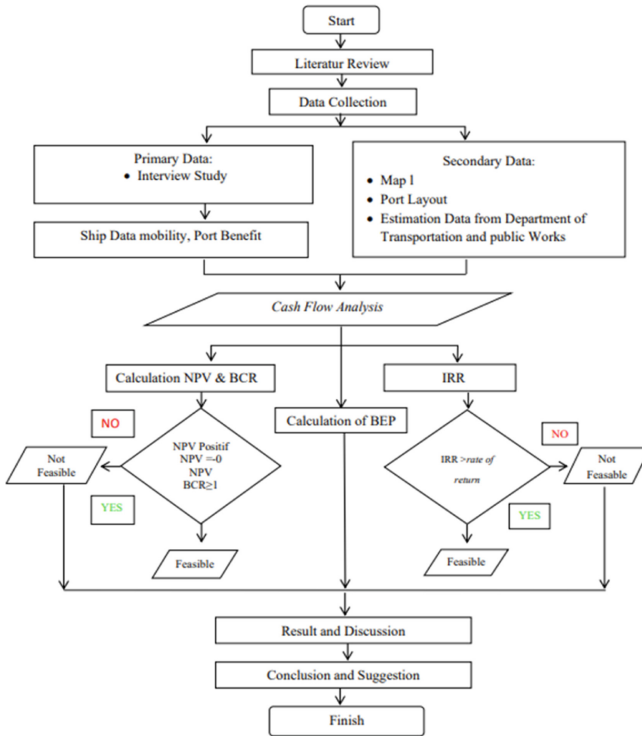 Start
Literatur Review
Data Collection
Primary Data:
• Interview Study
Secondary Data:
• Map I
• Port Layout
• Estimation Data from Department of
Transportation and public Works
Ship Data mobility, Port Benefit
Cash Flow Analysis
Calculation NPV & BCR
IRR
Calculation of BEP
NO
NPV Positif
NPV =-0
NPV
BCR≥1
Not
Feasible
YES
Feasible
IRR >rate of
return
NO
Not
Feasable
YES
Feasible
Result and Discussion
Conclusion and Suggestion
Finish